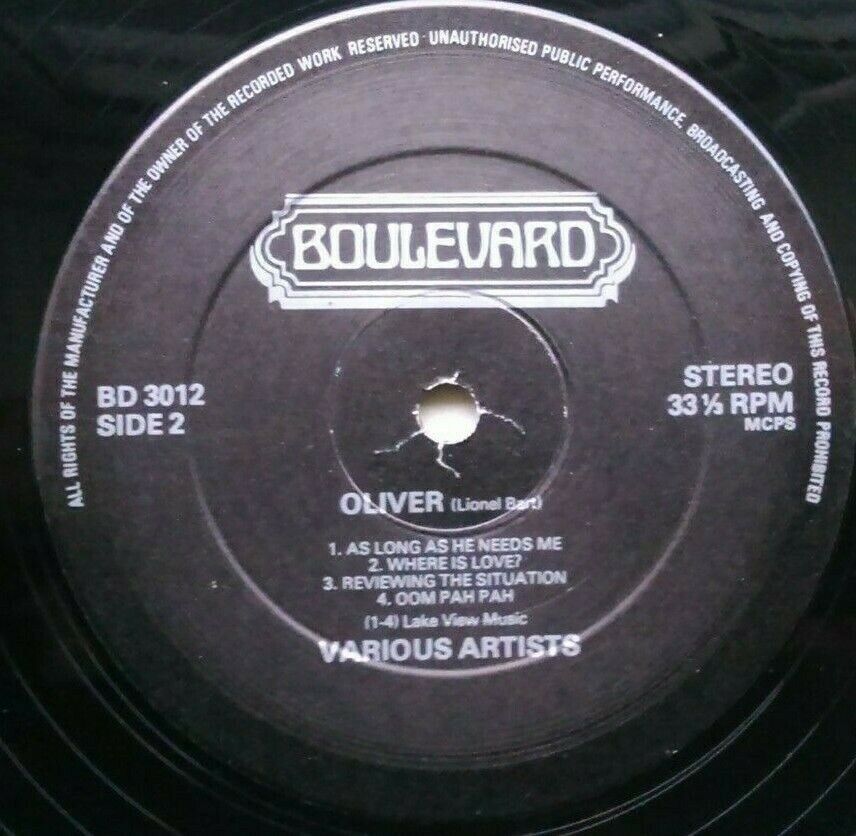 ALL RIGHTS OF THE MANUFACTURER AND OF THE OWNER OF THE RECORDED WORK RESERVED · UNAUTHORISED PUBLIC PERFORMANCE, BROADCASTING AND COPYING OF THIS RECORD PROHIBITED
BOULEVARD
BD 3012
SIDE 2
STEREO
33 ⅓ RPM
MCPS
OLIVER (Lionel Bart)
1. AS LONG AS HE NEEDS ME
2. WHERE IS LOVE?
3. REVIEWING THE SITUATION
4. OOM PAH PAH
(1-4) Lake View Music
VARIOUS ARTISTS